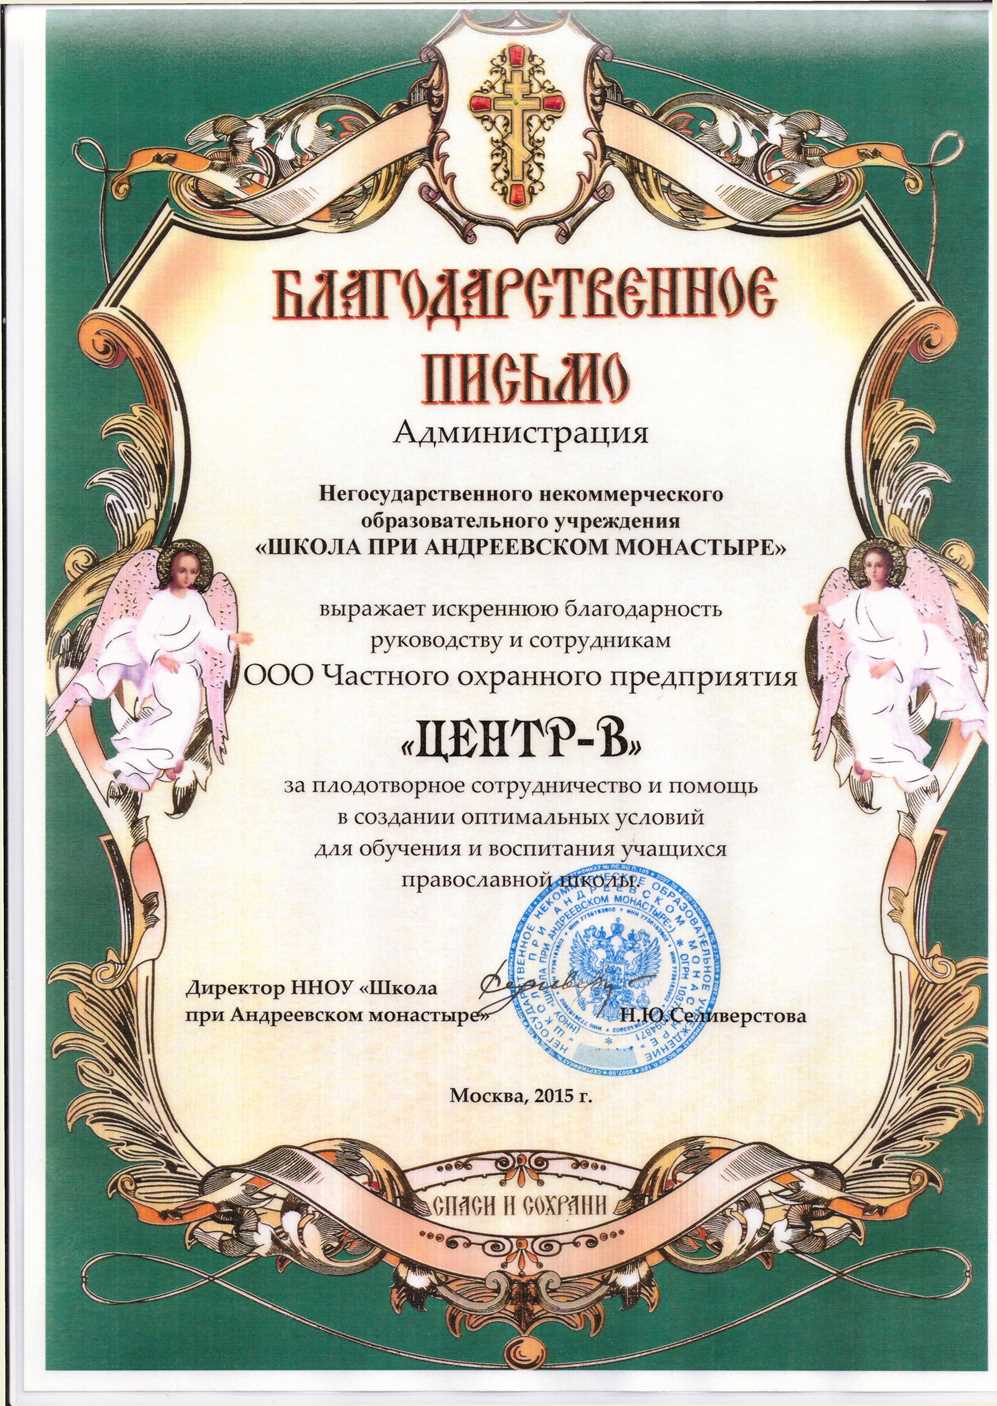 БЛАГОДАРСТВЕННОЕ
ПИСЬМО
Администрация
Негосударственного некоммерческого
образовательного учреждения
«ШКОЛА ПРИ АНДРЕЕВСКОМ МОНАСТЫРЕ»
выражает искреннюю благодарность
руководству и сотрудникам
ООО Частного охранного предприятия
«ЦЕНТР-В»
за плодотворное сотрудничество и помощь
в создании оптимальных условий
для обучения и воспитания учащихся
православной школы.
НЕГОСУДАРСТВЕННОЕ НЕКОММЕРЧЕСКОЕ ОБРАЗОВАТЕЛЬНОЕ УЧРЕЖДЕНИЕ
ШКОЛА ПРИ АНДРЕЕВСКОМ МОНАСТЫРЕ
Директор ННОУ «Школа
при Андреевском монастыре» Н.Ю.Селиверстова
Москва, 2015 г.
СПАСИ И СОХРАНИ